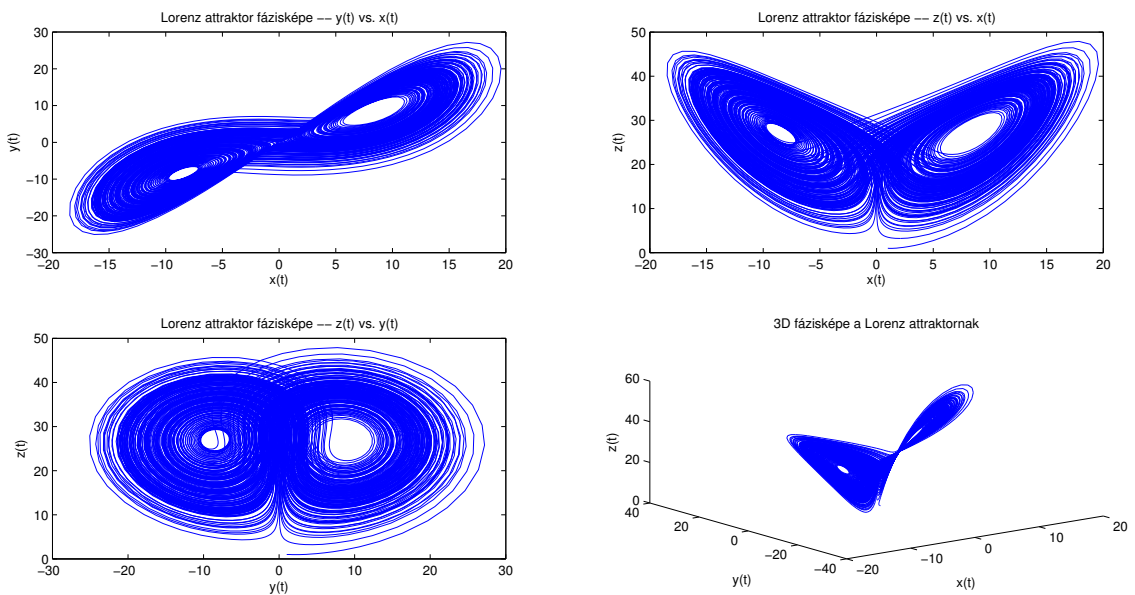 Lorenz attraktor fázisképe −− y(t) vs. x(t)
30
20
10
0
−10
−20
−30
y(t)
−20 −15 −10 −5 0 5 10 15 20
x(t)
Lorenz attraktor fázisképe −− z(t) vs. x(t)
50
40
30
20
10
0
z(t)
−20 −15 −10 −5 0 5 10 15 20
x(t)
Lorenz attraktor fázisképe −− z(t) vs. y(t)
50
40
30
20
10
0
z(t)
−30 −20 −10 0 10 20 30
y(t)
3D fázisképe a Lorenz attraktornak
60
40
20
0
z(t)
40 20 0 −20 −40
y(t)
−20 −10 0 10 20
x(t)